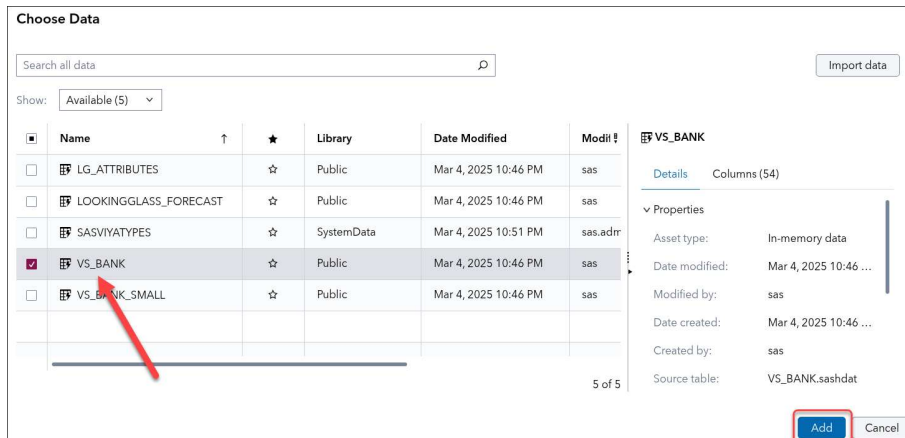 Choose Data
Search all data
Import data
Show: Available (5)
Name Library Date Modified Modif
LG_ATTRIBUTES Public Mar 4, 2025 10:46 PM sas
LOOKINGGLASS_FORECAST Public Mar 4, 2025 10:46 PM sas
SASVIYATYPES SystemData Mar 4, 2025 10:51 PM sas.adm
VS_BANK Public Mar 4, 2025 10:46 PM sas
VS_BANK_SMALL Public Mar 4, 2025 10:46 PM sas
5 of 5
VS_BANK
Details Columns (54)
Properties
Asset type: In-memory data
Date modified: Mar 4, 2025 10:46 ...
Modified by: sas
Date created: Mar 4, 2025 10:46 ...
Created by: sas
Source table: VS_BANK.sashdat
Add Cancel